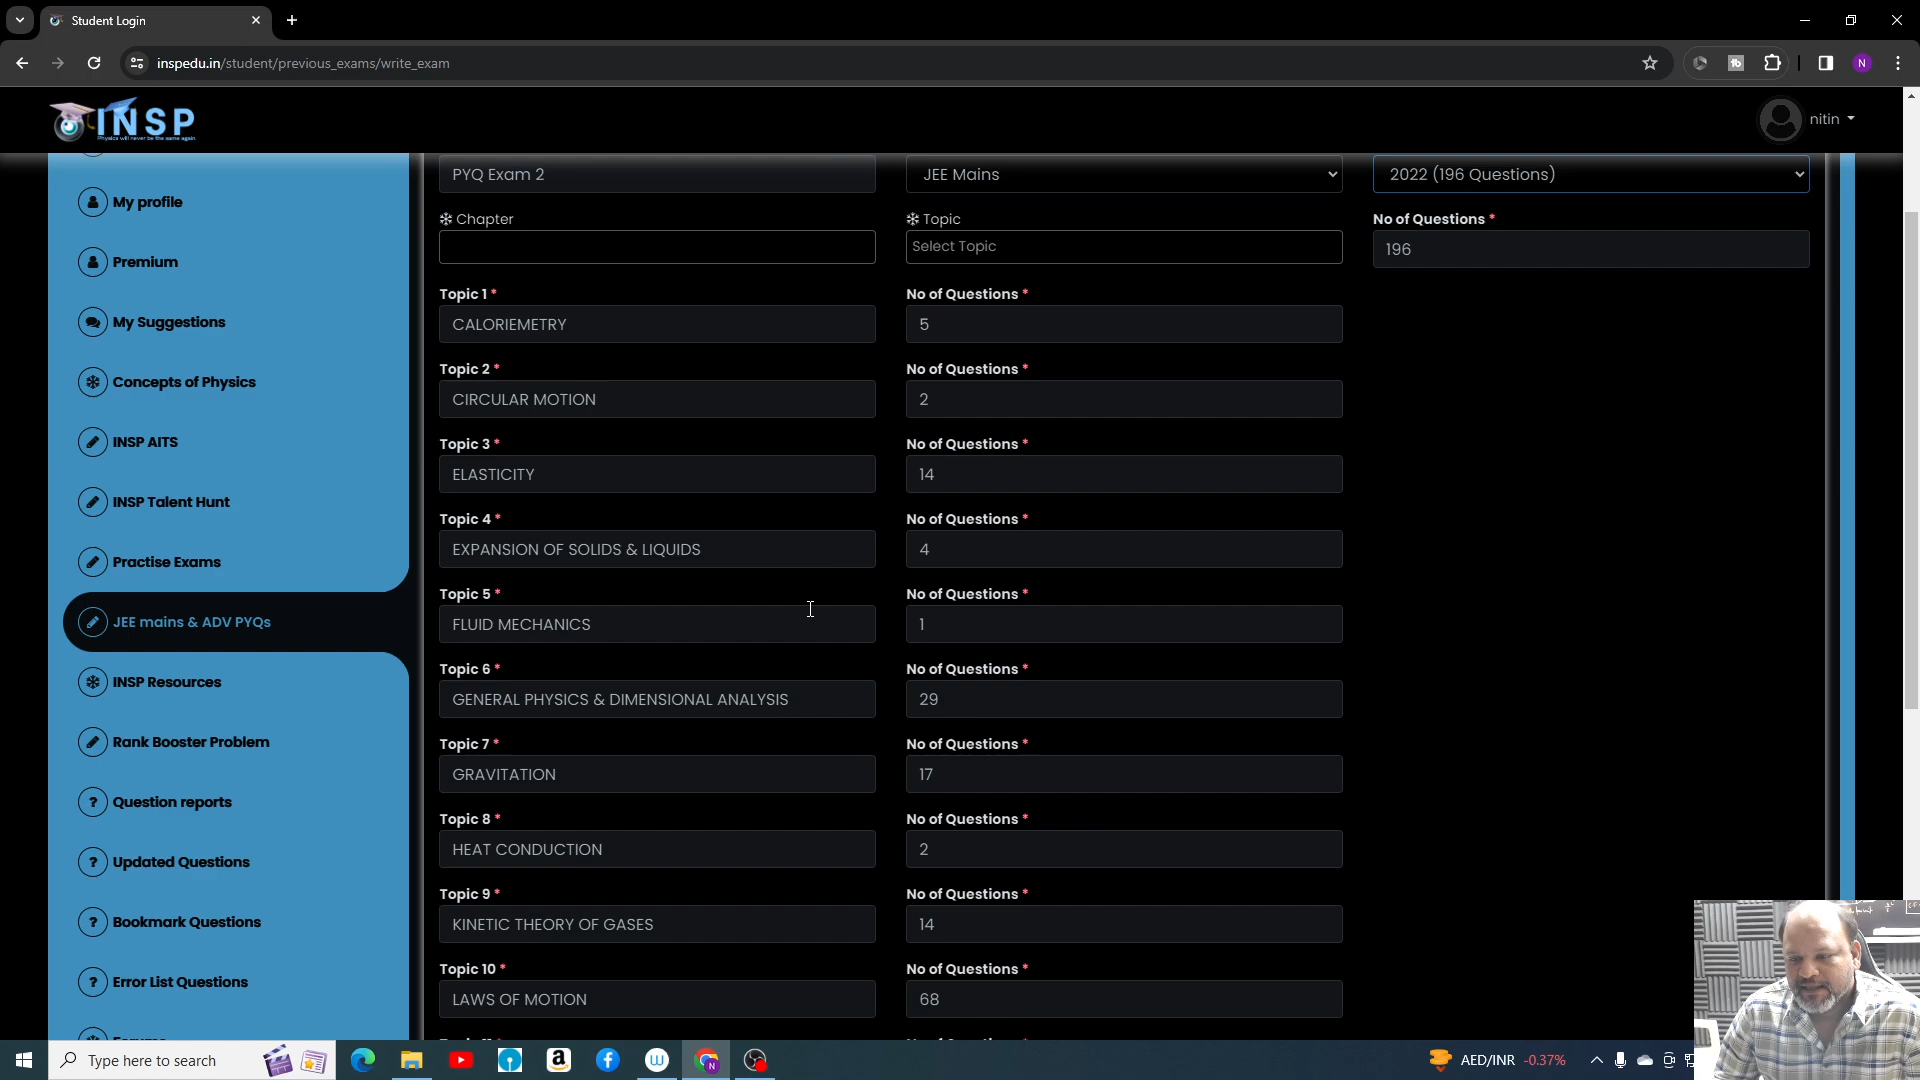 Student Login
inspedu.in/student/previous_exams/write_exam
N
INSP
Physics will never be the same again
nitin
My profile
Premium
My Suggestions
Concepts of Physics
INSP AITS
INSP Talent Hunt
Practise Exams
JEE mains & ADV PYQs
INSP Resources
Rank Booster Problem
Question reports
Updated Questions
Bookmark Questions
Error List Questions
PYQ Exam 2
JEE Mains
2022 (196 Questions)
Chapter
Topic
No of Questions *
Select Topic
196
Topic 1 *
No of Questions *
CALORIEMETRY
5
Topic 2 *
No of Questions *
CIRCULAR MOTION
2
Topic 3 *
No of Questions *
ELASTICITY
14
Topic 4 *
No of Questions *
EXPANSION OF SOLIDS & LIQUIDS
4
Topic 5 *
No of Questions *
FLUID MECHANICS
1
Topic 6 *
No of Questions *
GENERAL PHYSICS & DIMENSIONAL ANALYSIS
29
Topic 7 *
No of Questions *
GRAVITATION
17
Topic 8 *
No of Questions *
HEAT CONDUCTION
2
Topic 9 *
No of Questions *
KINETIC THEORY OF GASES
14
Topic 10 *
No of Questions *
LAWS OF MOTION
68
Type here to search
AED/INR -0.37%